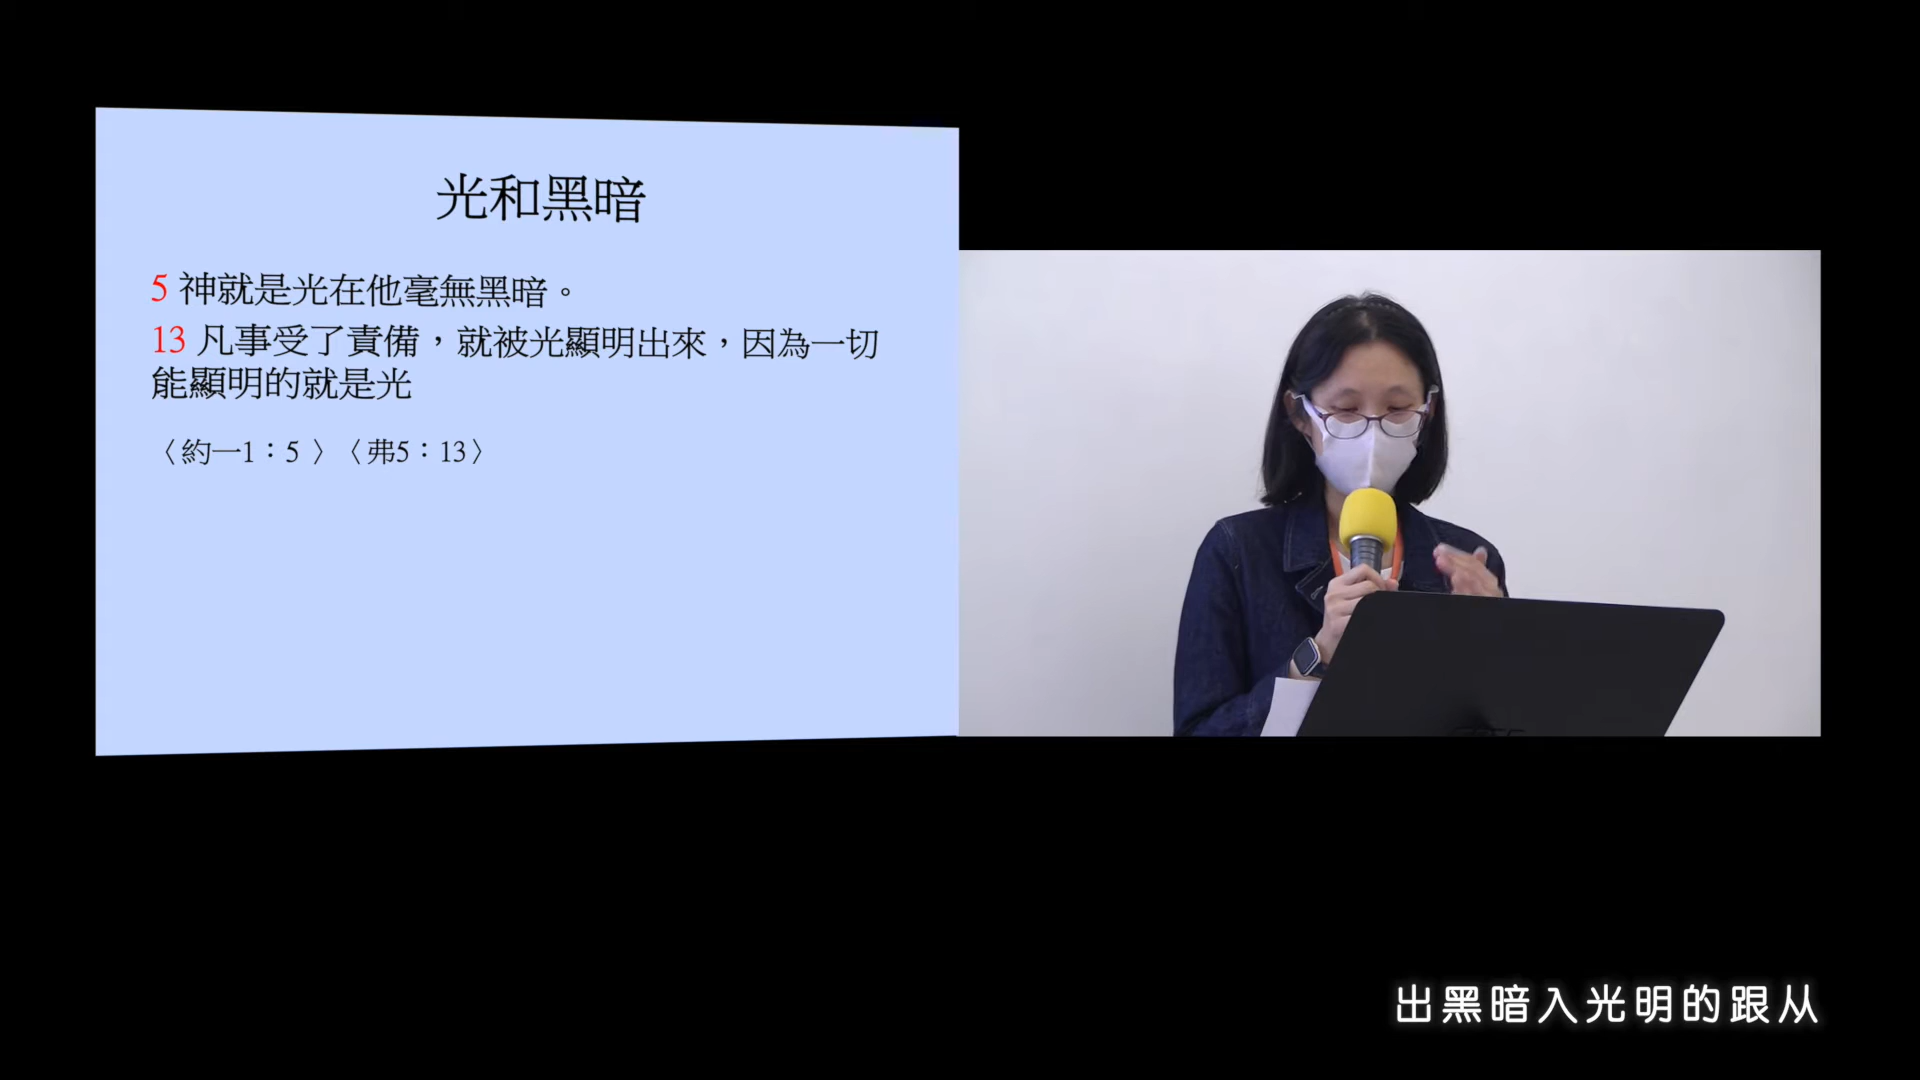 光和黑暗
5 神就是光在他毫無黑暗。
13 凡事受了責備，就被光顯明出來，因為一切
能顯明的就是光
〈約一1：5 〉〈弗5：13〉
出黑暗入光明的跟从